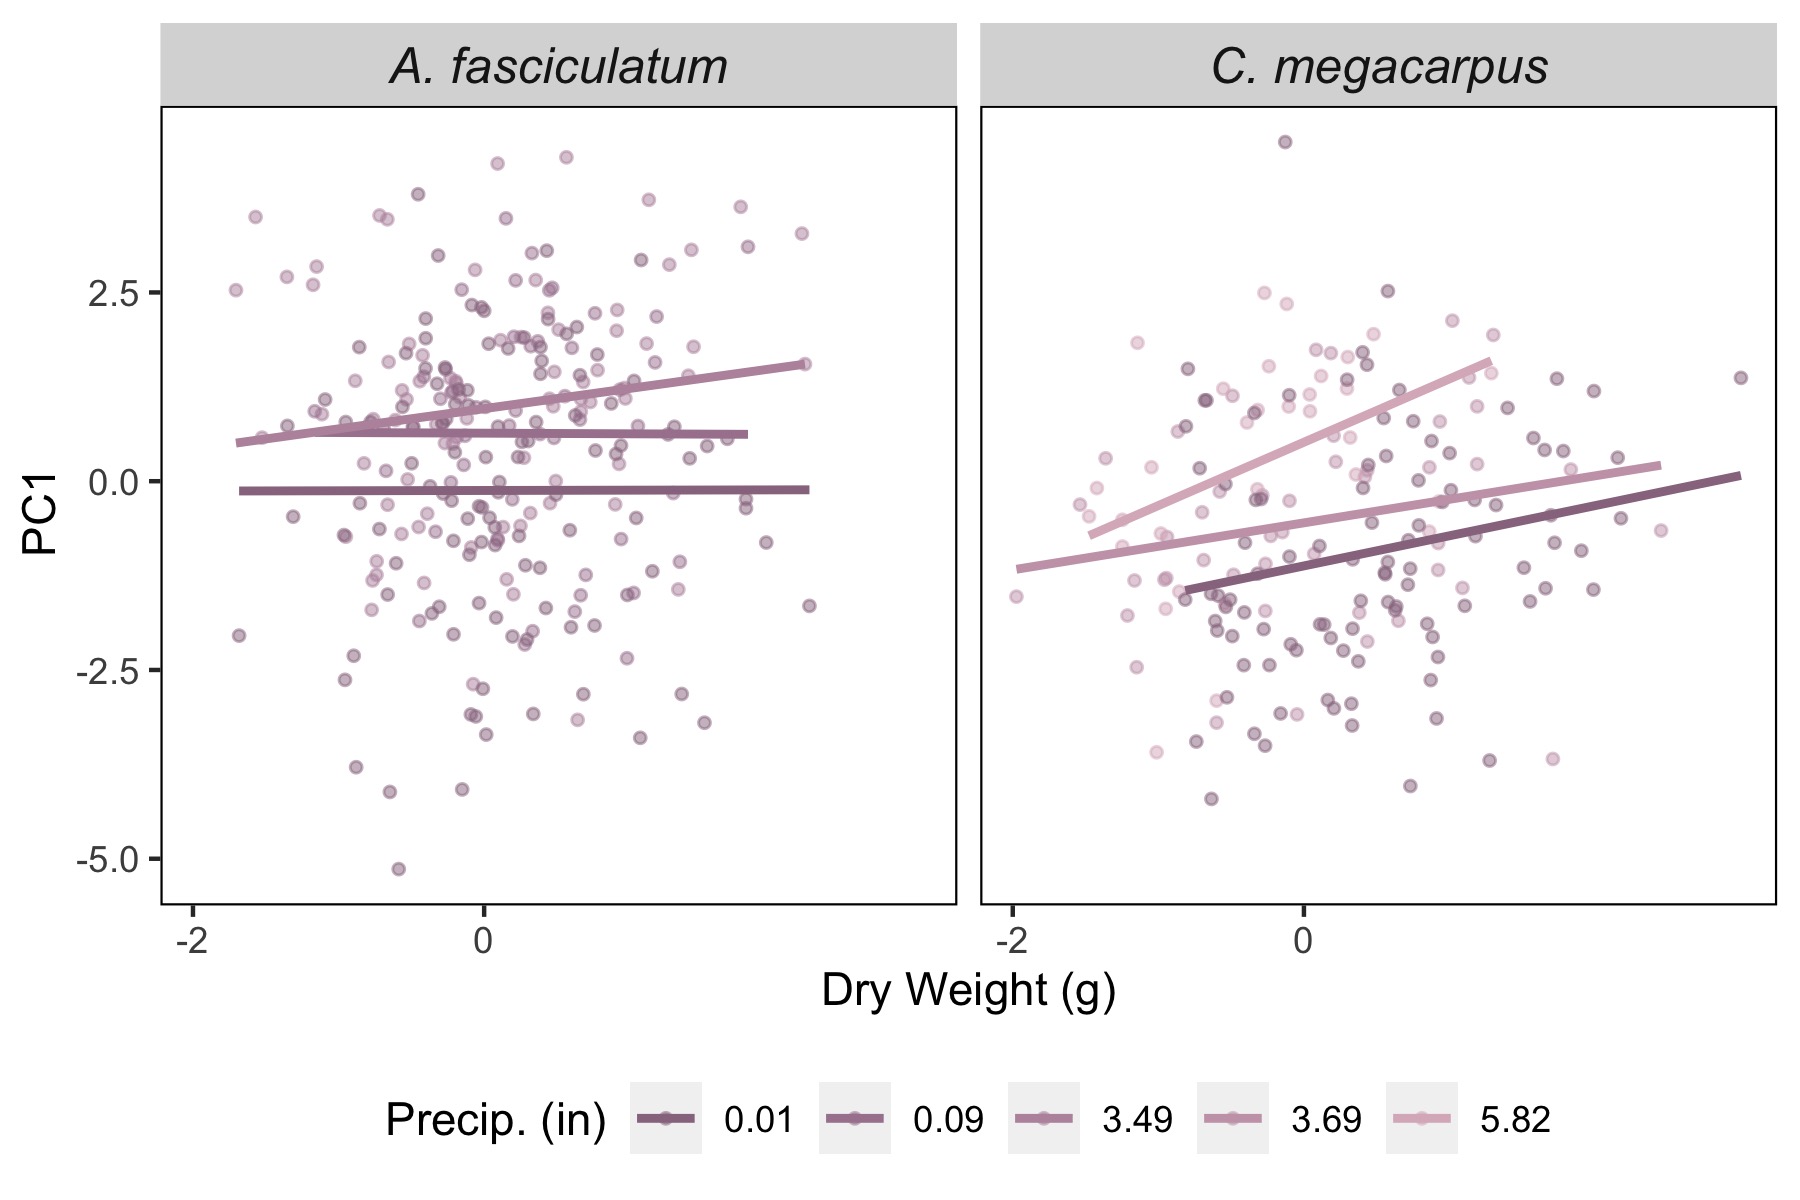 A. fasciculatum C. megacarpus
PC1
2.5
0.0
-2.5
-5.0
-2 0 -2 0
Dry Weight (g)
Precip. (in) 0.01 0.09 3.49 3.69 5.82